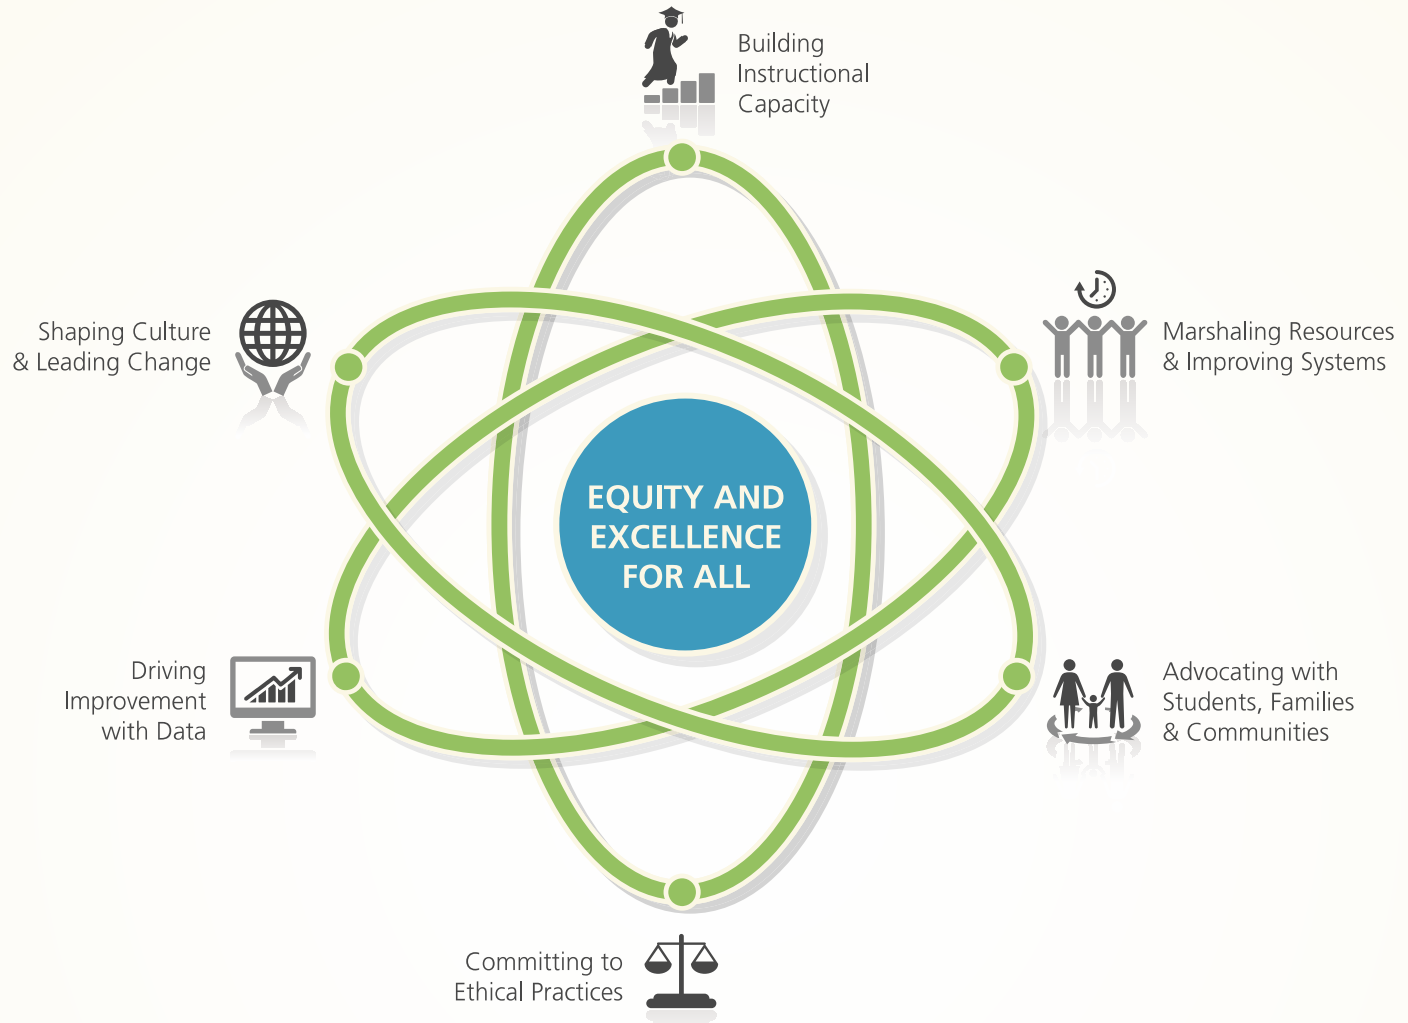 Building
Instructional
Capacity
Shaping Culture
& Leading Change
Marshaling Resources
& Improving Systems
EQUITY AND
EXCELLENCE
FOR ALL
Driving
Improvement
with Data
Advocating with
Students, Families
& Communities
Committing to
Ethical Practices